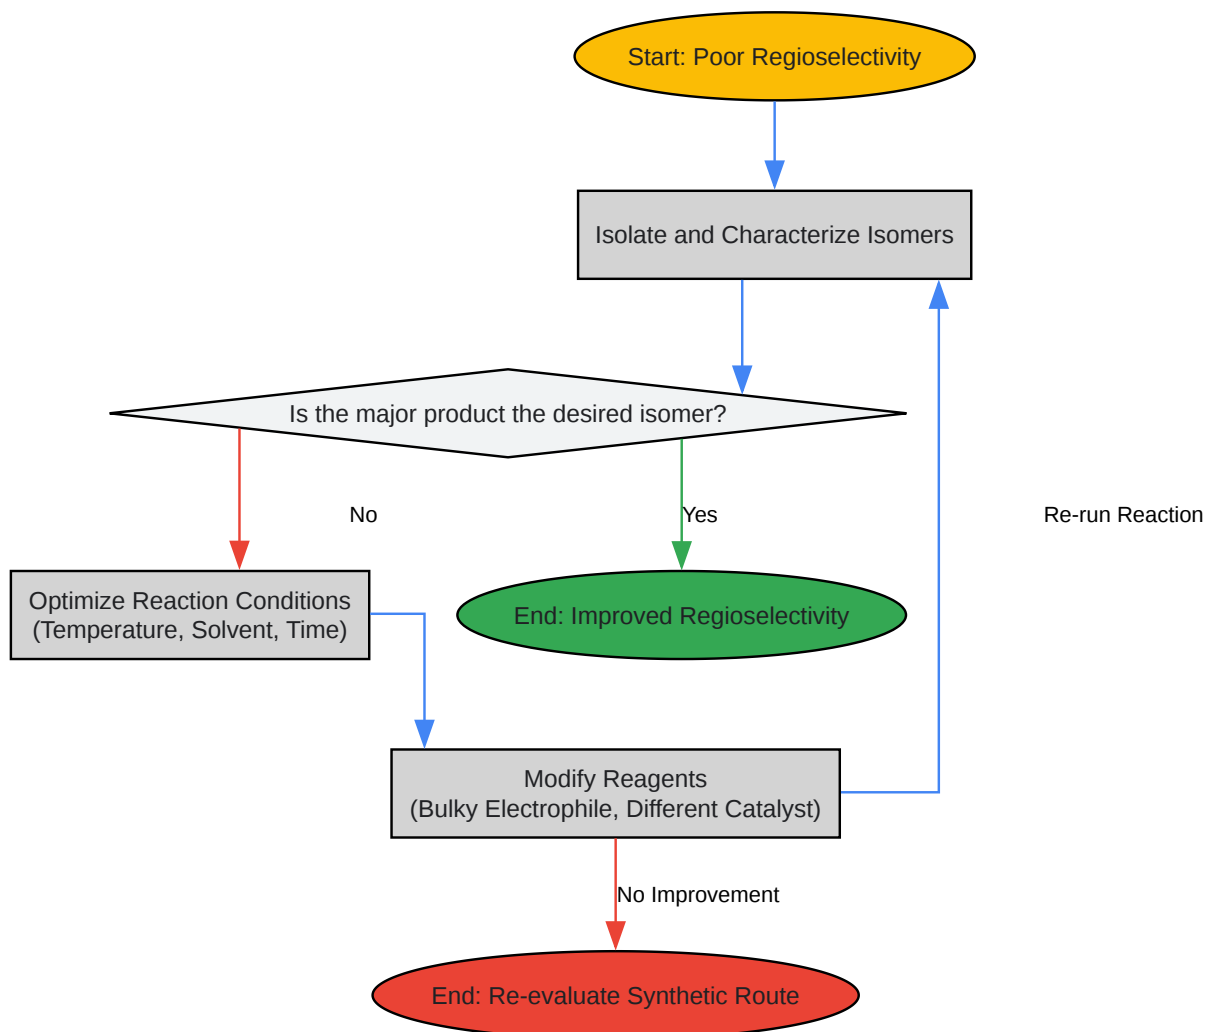 Start: Poor Regioselectivity
Isolate and Characterize Isomers
Is the major product the desired isomer?
No
Yes
Re-run Reaction
Optimize Reaction Conditions
(Temperature, Solvent, Time)
End: Improved Regioselectivity
Modify Reagents
(Bulky Electrophile, Different Catalyst)
No Improvement
End: Re-evaluate Synthetic Route